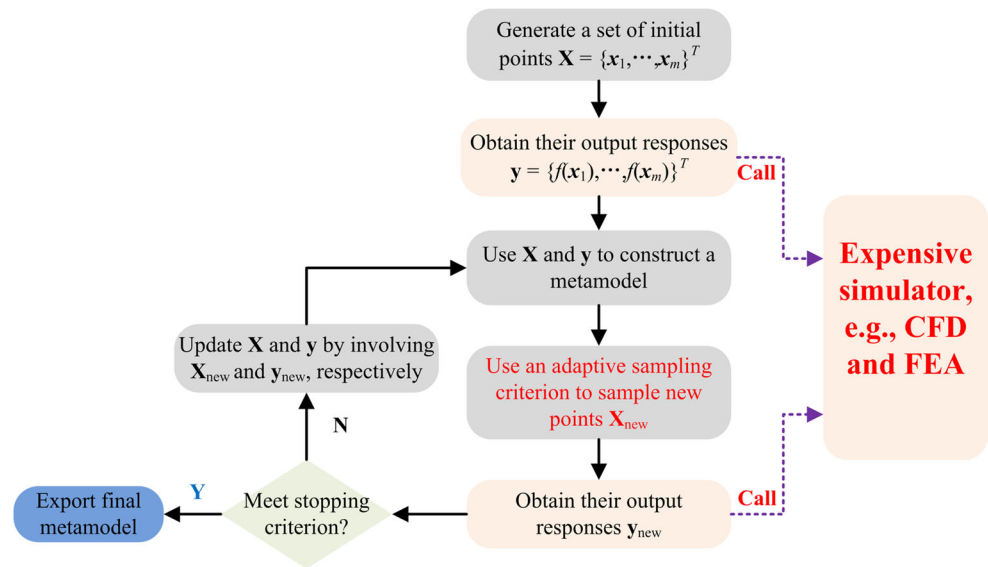 Generate a set of initial
points X = {x1,···,xm}^T
Obtain their output responses
y = {f(x1),···,f(xm)}^T
Call
Use X and y to construct a
metamodel
Expensive
simulator,
e.g., CFD
and FEA
Update X and y by involving
Xnew and ynew, respectively
Use an adaptive sampling
criterion to sample new
points Xnew
N
Y
Export final
metamodel
Meet stopping
criterion?
Obtain their output
responses ynew
Call